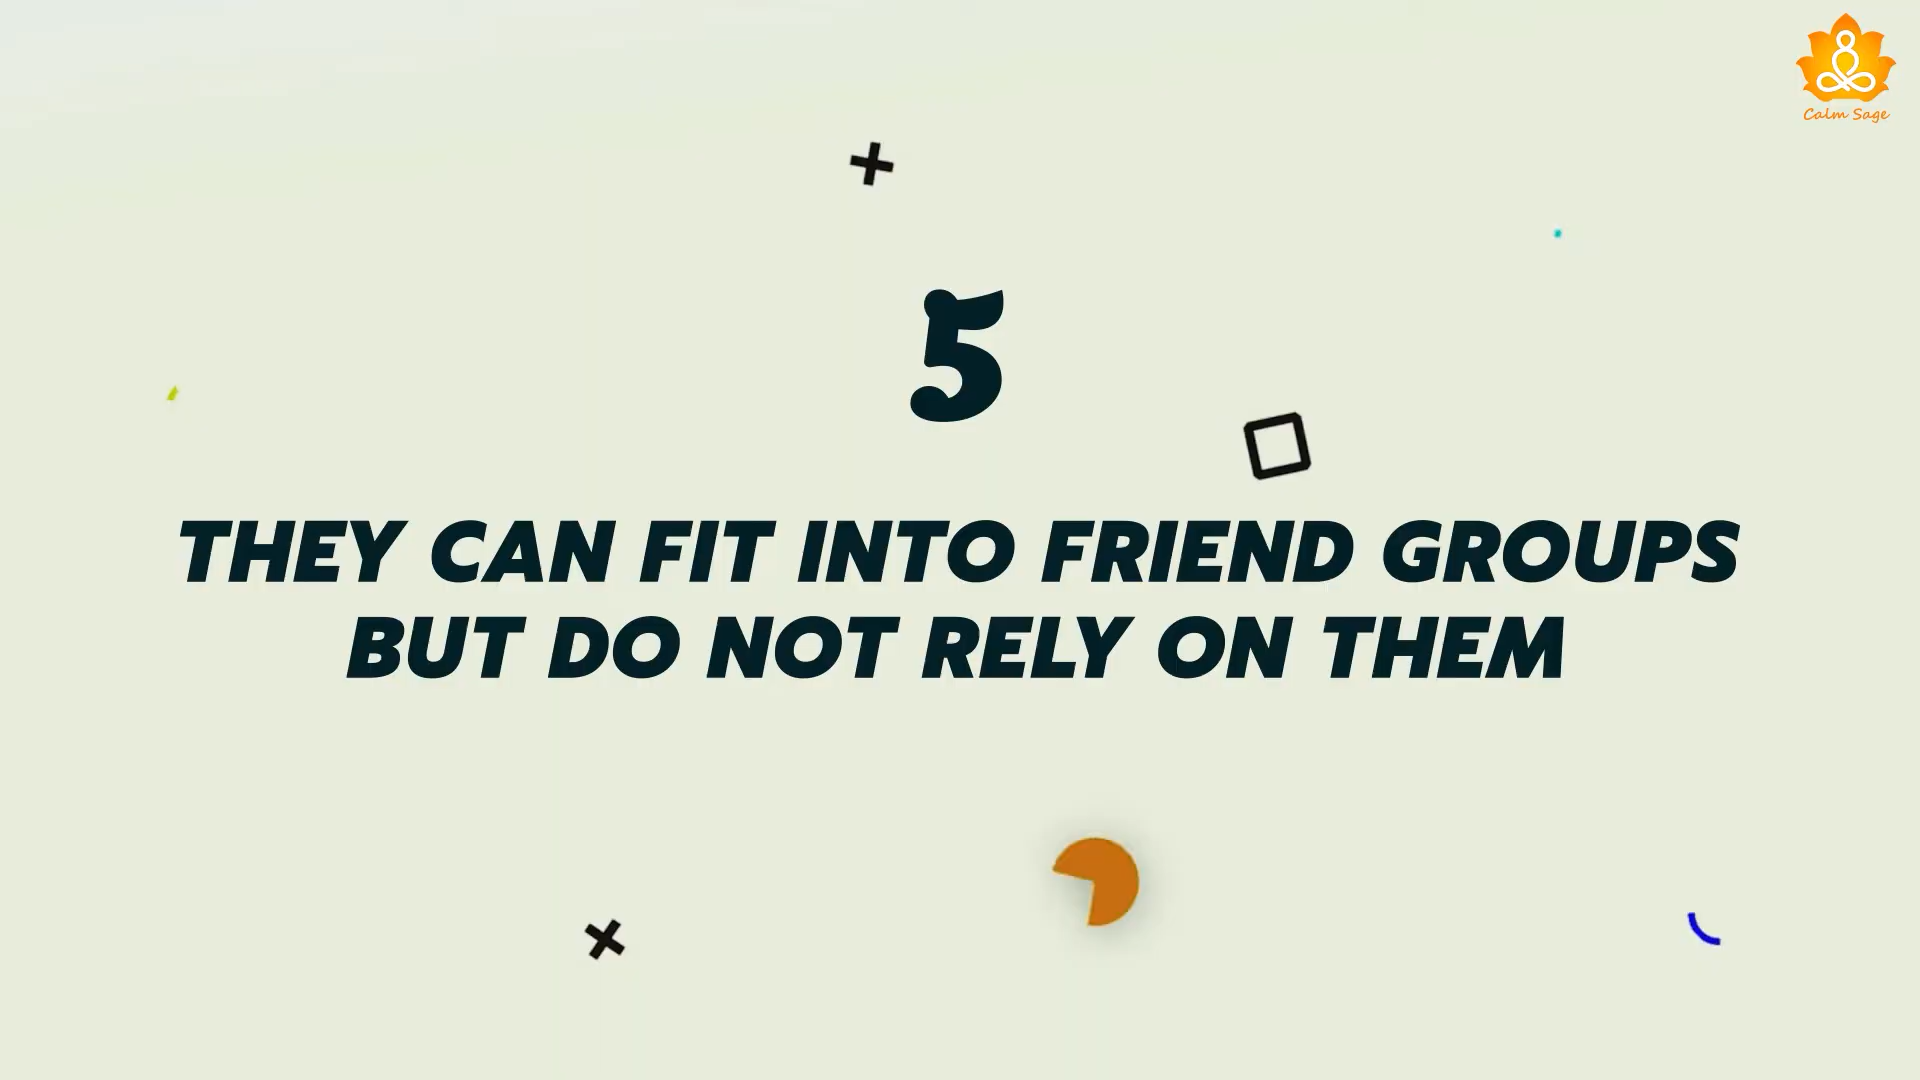 Calm Sage
5
THEY CAN FIT INTO FRIEND GROUPS
BUT DO NOT RELY ON THEM